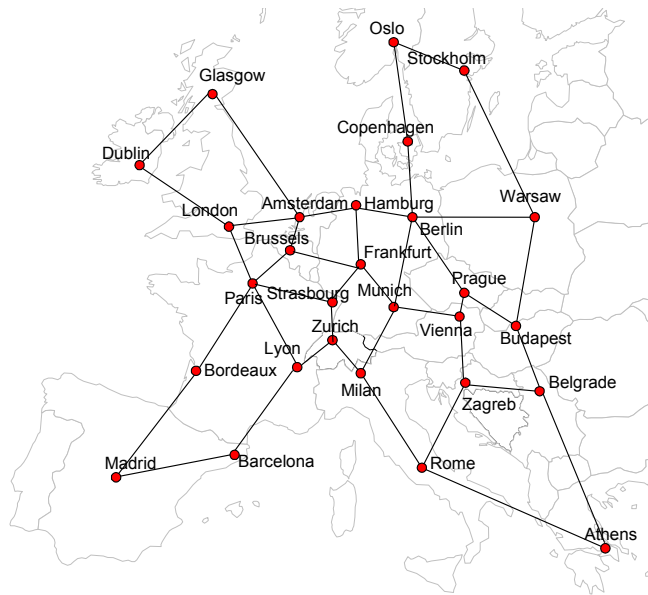 Oslo
Stockholm
Glasgow
Copenhagen
Dublin
London
Amsterdam
Hamburg
Warsaw
Berlin
Brussels
Frankfurt
Prague
Paris
Strasbourg
Munich
Zurich
Vienna
Budapest
Lyon
Bordeaux
Milan
Zagreb
Belgrade
Madrid
Barcelona
Rome
Athens